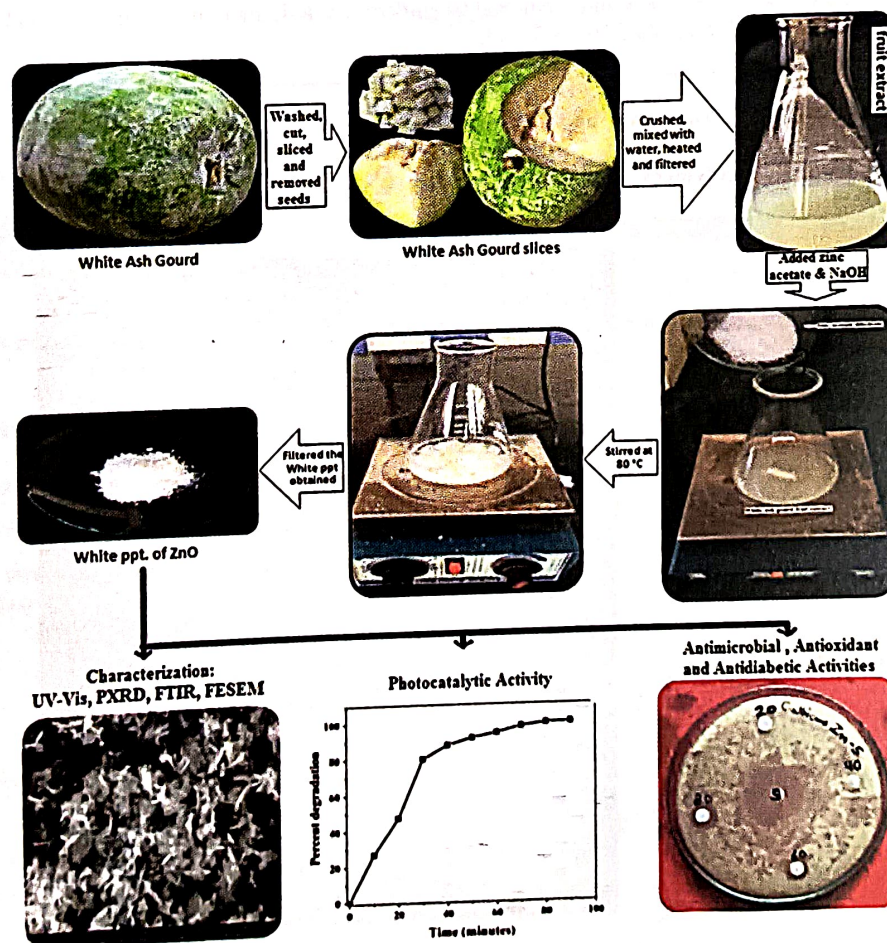 fruit extract
Washed,
cut,
sliced
and
removed
seeds
Crushed,
mixed with
water, heated
and filtered
White Ash Gourd
White Ash Gourd slices
Added zinc
acetate & NaOH
Stirred at
80 °C
Filtered the
White ppt
obtained
White ppt. of ZnO
Characterization:
UV-Vis, PXRD, FTIR, FESEM
Photocatalytic Activity
Antimicrobial , Antioxidant
and Antidiabetic Activities
Percent degradation
100
80
60
40
20
0
0
20
40
60
80
100
Time (minutes)
20
40
20
60